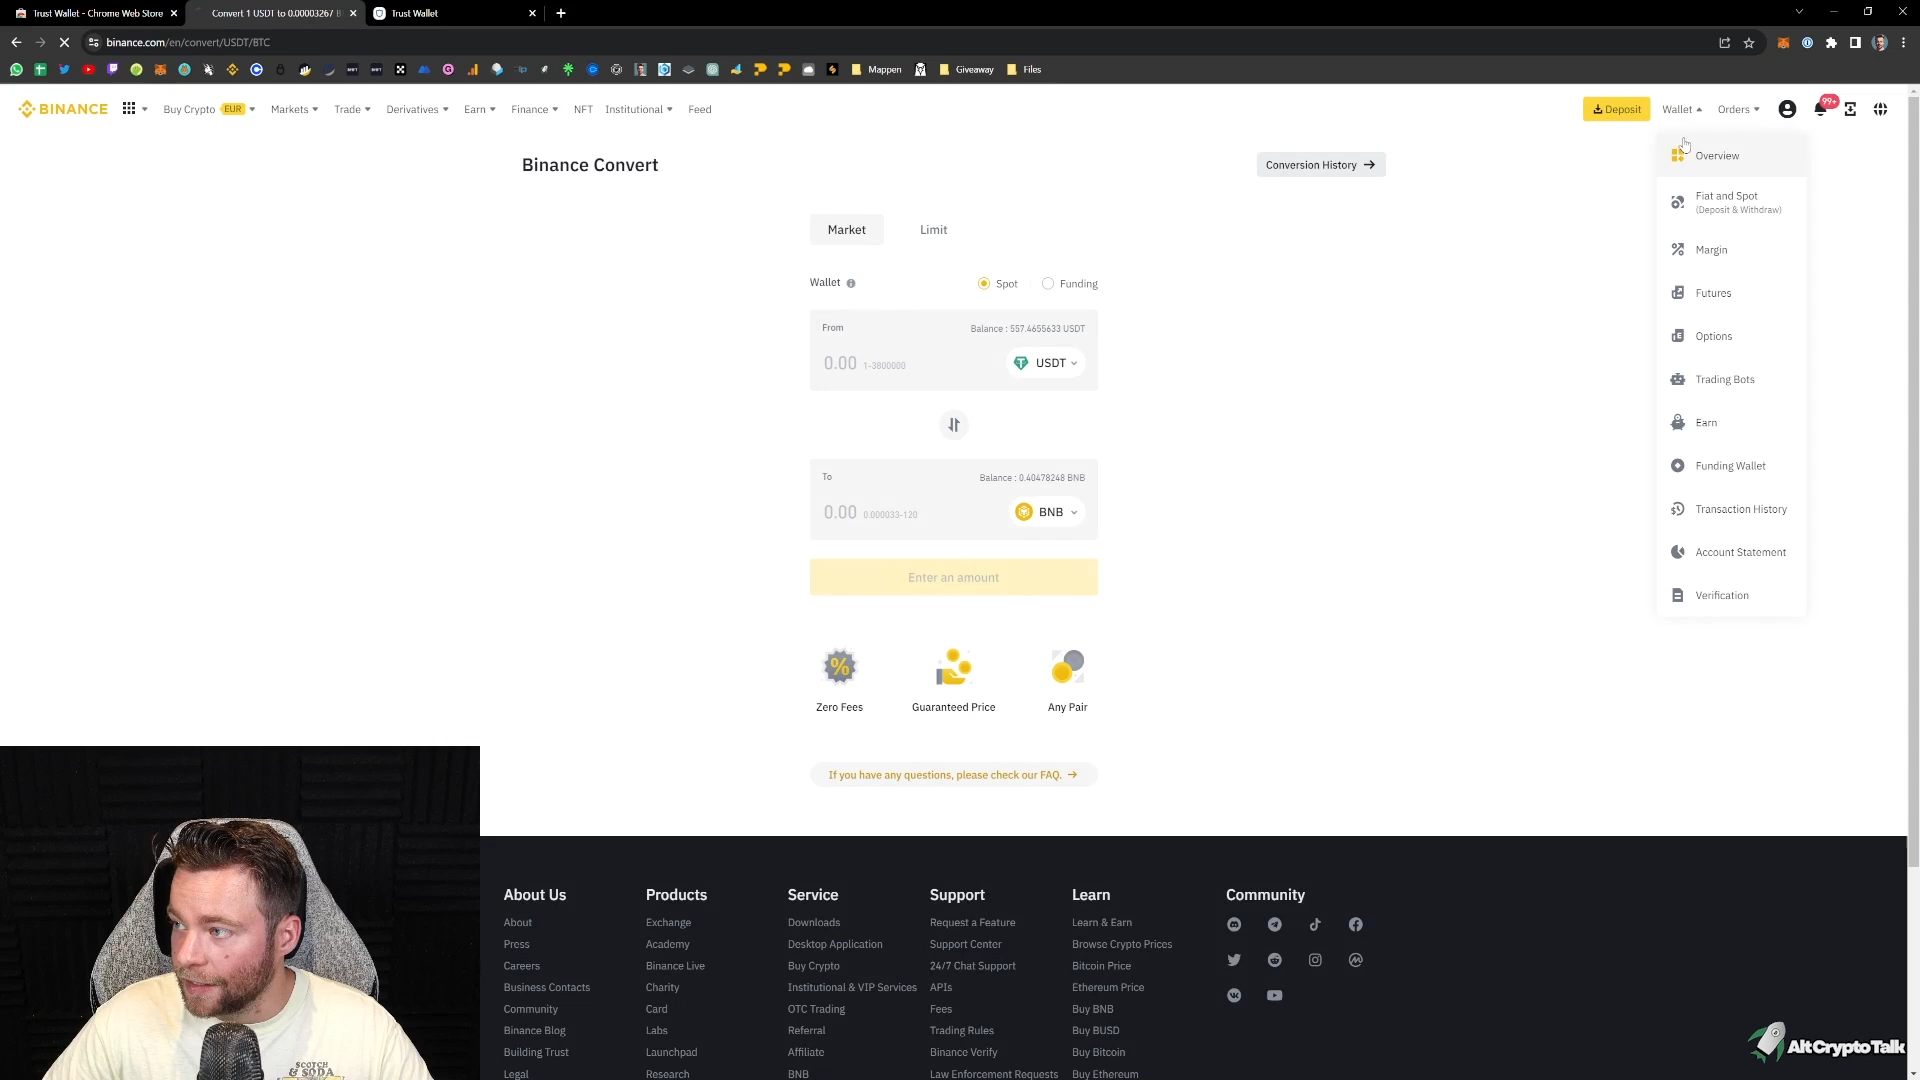 Trust Wallet - Chrome Web Store
Convert 1 USDT to 0.00003267 B
Trust Wallet
binance.com/en/convert/USDT/BTC
Mappen
Giveaway
Files
BINANCE
Buy Crypto EUR
Markets
Trade
Derivatives
Earn
Finance
NFT
Institutional
Feed
Deposit
Wallet
Orders
99+
Binance Convert
Conversion History
Overview
Fiat and Spot
(Deposit & Withdraw)
Margin
Futures
Options
Trading Bots
Earn
Funding Wallet
Transaction History
Account Statement
Verification
Market
Limit
Wallet
Spot
Funding
From
Balance : 557.4655633 USDT
0.00 1-3800000
USDT
To
Balance : 0.40478248 BNB
0.00 0.000033-120
BNB
Enter an amount
%
Zero Fees
Guaranteed Price
Any Pair
If you have any questions, please check our FAQ.
About Us
About
Press
Careers
Business Contacts
Community
Binance Blog
Building Trust
Legal
Products
Exchange
Academy
Binance Live
Charity
Card
Labs
Launchpad
Research
Service
Downloads
Desktop Application
Buy Crypto
Institutional & VIP Services
OTC Trading
Referral
Affiliate
BNB
Support
Request a Feature
Support Center
24/7 Chat Support
APIs
Fees
Trading Rules
Binance Verify
Law Enforcement Requests
Learn
Learn & Earn
Browse Crypto Prices
Bitcoin Price
Ethereum Price
Buy BNB
Buy BUSD
Buy Bitcoin
Buy Ethereum
Community
SCOTCH
& SODA
AltCryptoTalk